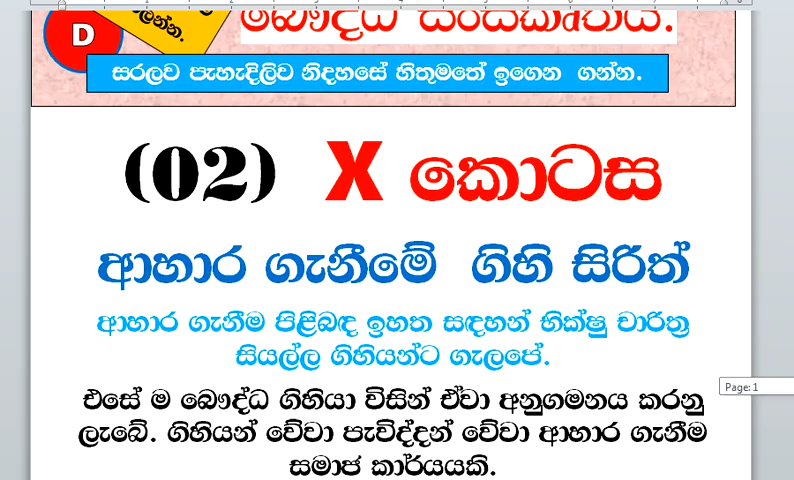 D
බෞද්ධ සංස්කෘතිය.
සරලව පැහැදිලිව නිදහසේ හිතුමතේ ඉගෙන ගන්න.
(02) X කොටස
ආහාර ගැනීමේ ගිහි සිරිත්
ආහාර ගැනීම පිළිබඳ ඉහත සඳහන් භික්ෂු චාරිත්‍ර
සියල්ල ගිහියන්ට ගැලපේ.
Page: 1
එසේ ම බෞද්ධ ගිහියා විසින් ඒවා අනුගමනය කරනු
ලැබේ. ගිහියන් වේවා පැවිද්දන් වේවා ආහාර ගැනීම
සමාජ කාර්යයකි.